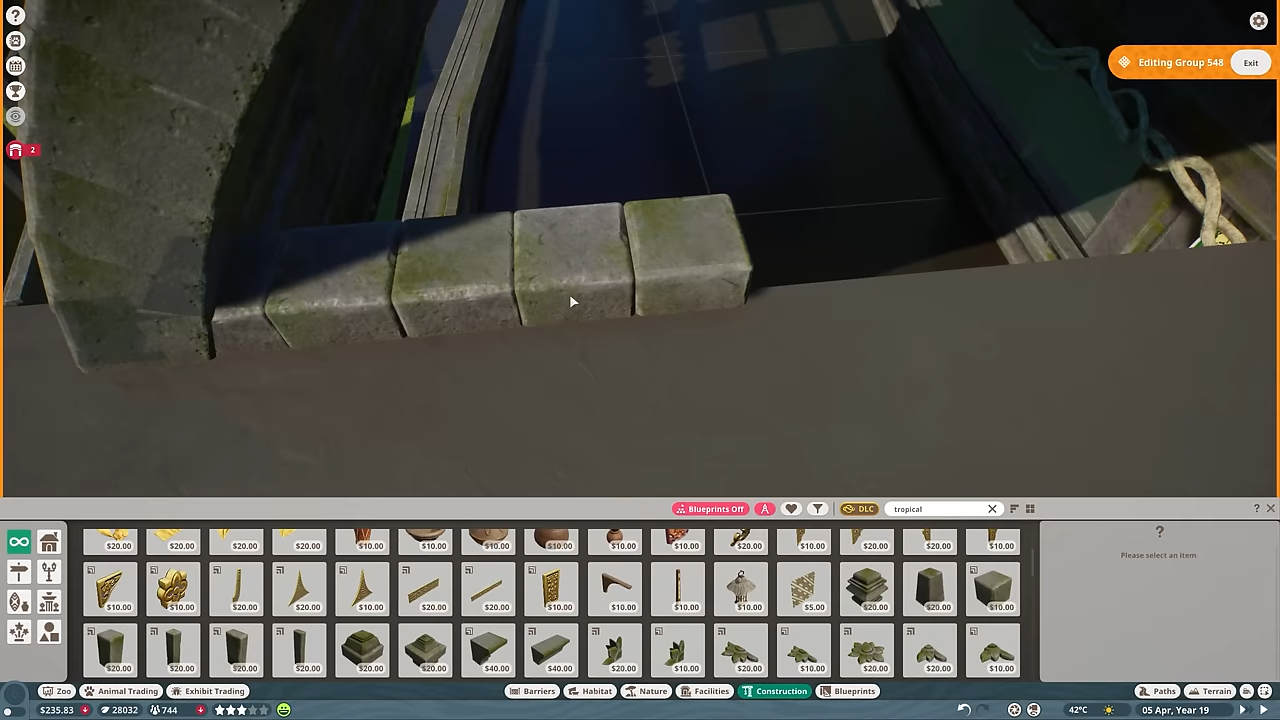 ?
Editing Group 548 Exit
2
Blueprints Off DLC tropical
$20.00 $20.00 $20.00 $20.00 $10.00 $10.00 $10.00 $10.00 $10.00 $10.00 $20.00 $10.00 $20.00 $20.00 $10.00
$10.00 $10.00 $20.00 $20.00 $10.00 $20.00 $20.00 $10.00 $10.00 $10.00 $10.00 $5.00 $20.00 $20.00 $10.00
$20.00 $20.00 $20.00 $20.00 $20.00 $20.00 $40.00 $40.00 $20.00 $10.00 $20.00 $10.00 $20.00 $20.00 $10.00
?
Please select an item
Zoo Animal Trading Exhibit Trading Barriers Habitat Nature Facilities Construction Blueprints Paths Terrain
$235.83 28032 744 42°C 05 Apr, Year 19